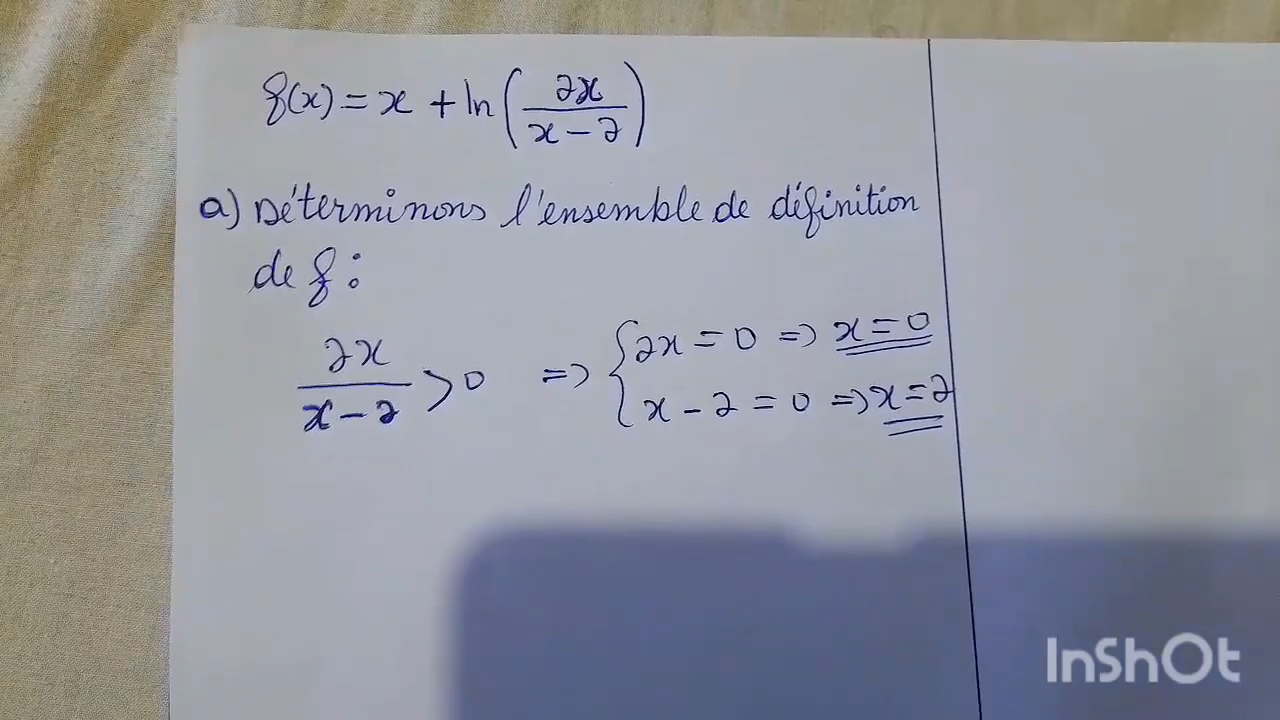 f(x) = x + ln(2x/(x-2))
a) Déterminons l'ensemble de définition
de f :
2x/(x-2) > 0 => { 2x = 0 => x = 0
x - 2 = 0 => x = 2
InShOt